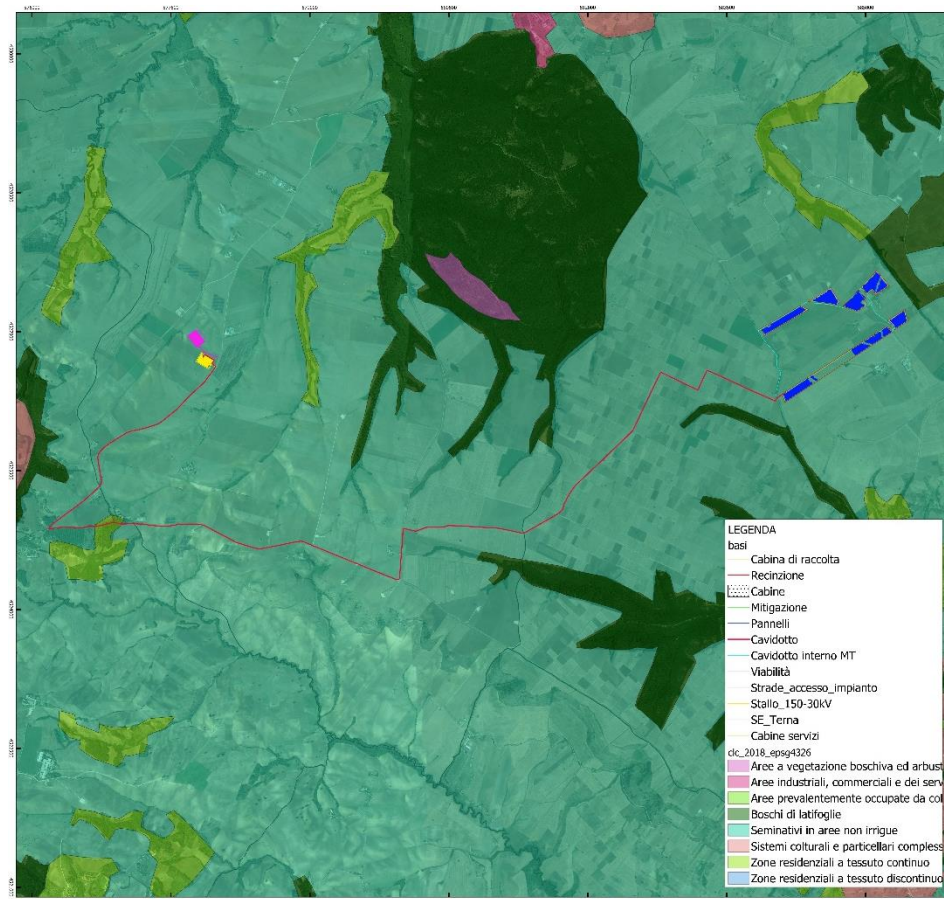 LEGENDA
basi
Cabina di raccolta
Recinzione
Cabine
Mitigazione
Pannelli
Cavidotto
Cavidotto interno MT
Viabilità
Strade_accesso_impianto
Stallo_150-30kV
SE_Terna
Cabine servizi
clc_2018_epsg4326
Aree a vegetazione boschiva ed arbust
Aree industriali, commerciali e dei serv
Aree prevalentemente occupate da col
Boschi di latifoglie
Seminativi in aree non irrigue
Sistemi colturali e particellari compless
Zone residenziali a tessuto continuo
Zone residenziali a tessuto discontinuo